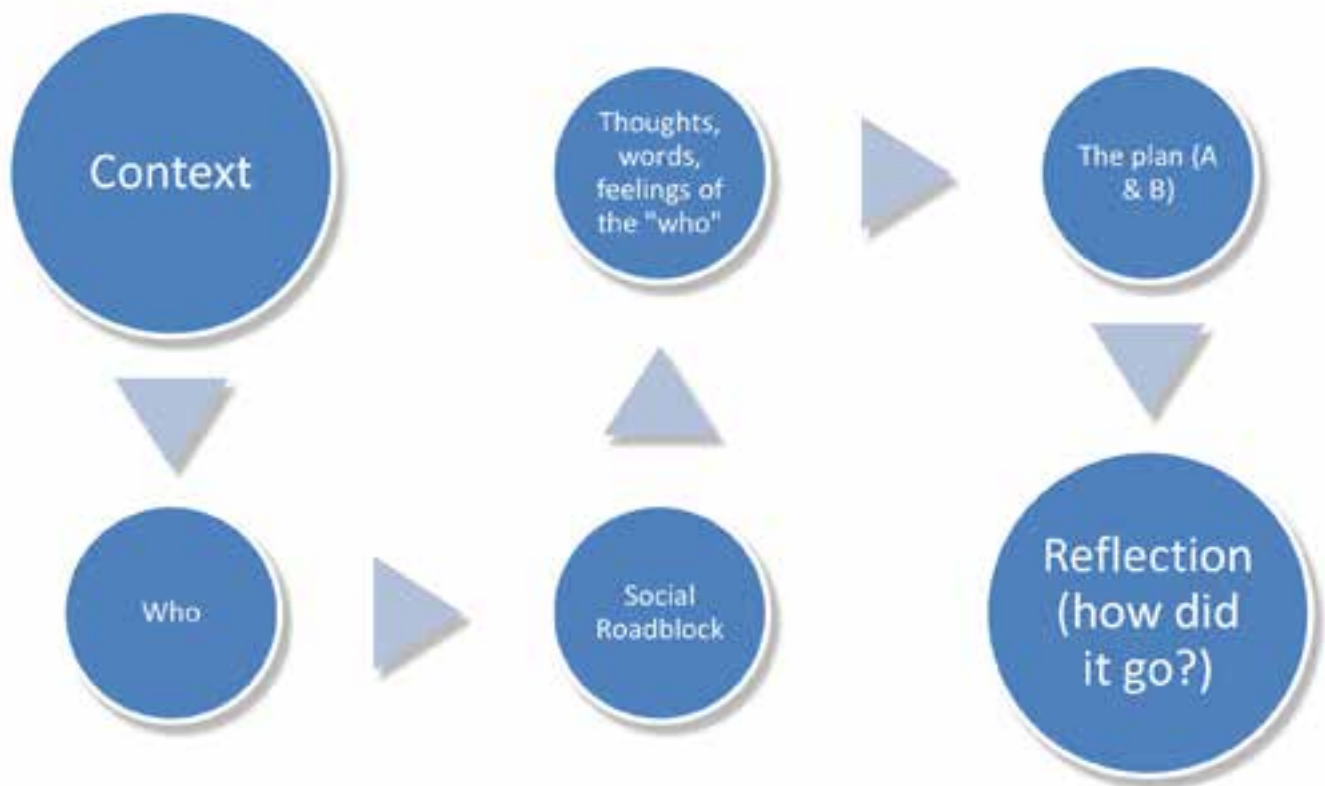 Context
Who
Social
Roadblock
Thoughts,
words,
feelings of
the "who"
The plan (A
& B)
Reflection
(how did
it go?)